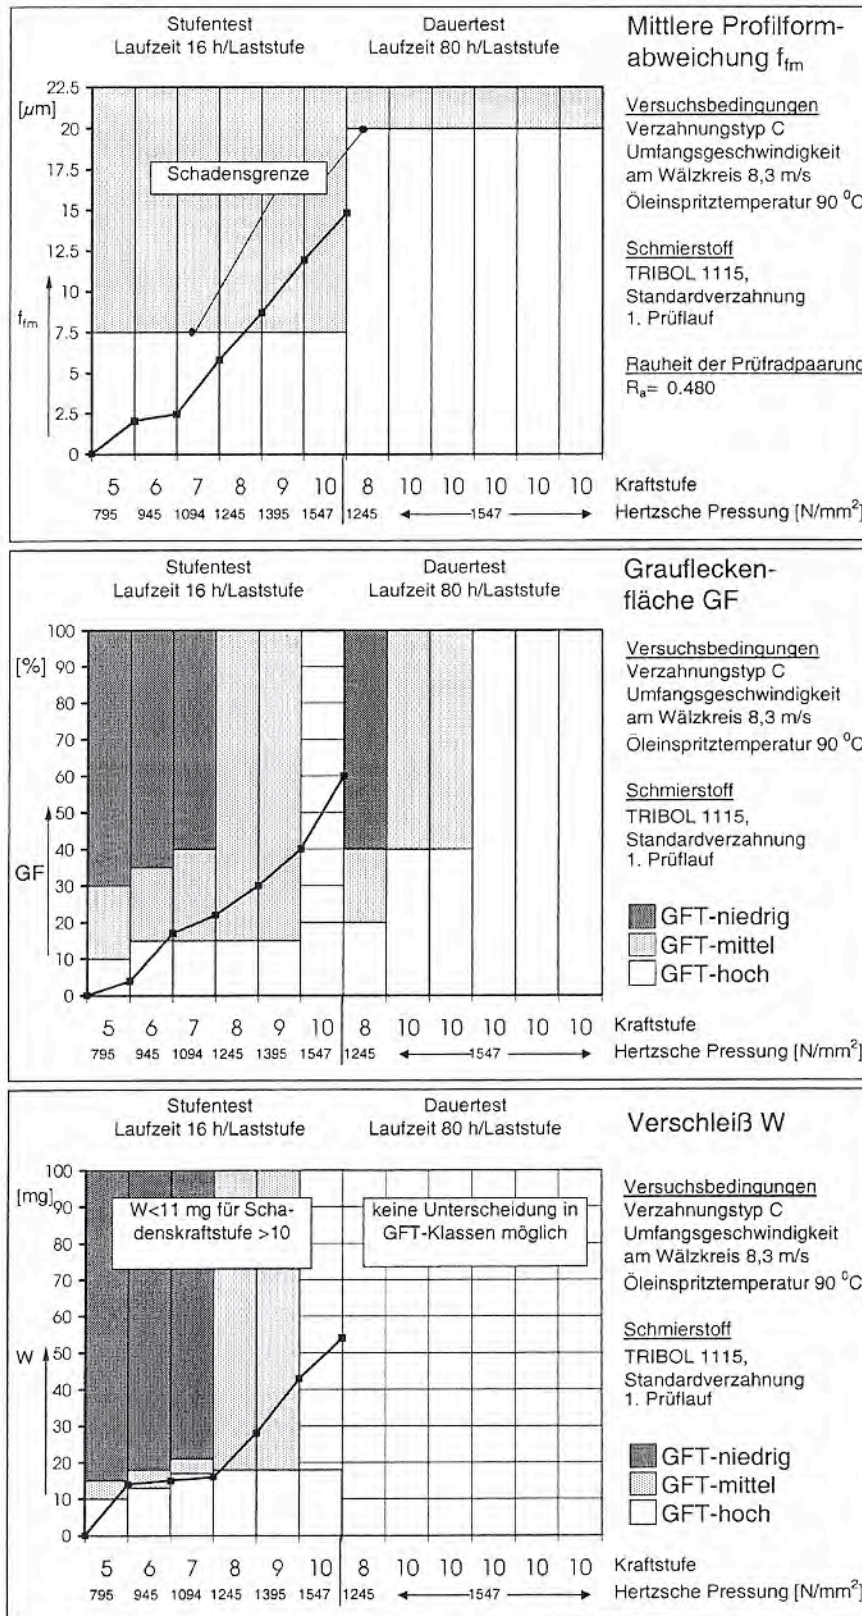 Stufentest
Laufzeit 16 h/Laststufe
Dauertest
Laufzeit 80 h/Laststufe
Mittlere Profilform-
abweichung f_fm
Versuchsbedingungen
Verzahnungstyp C
Umfangsgeschwindigkeit
am Wälzkreis 8,3 m/s
Öleinspritztemperatur 90 °C
Schmierstoff
TRIBOL 1115,
Standardverzahnung
1. Prüflauf
Rauheit der Prüfradpaarung
R_a= 0.480
22.5
[μm]
20
17.5
15
12.5
10
f_fm
7.5
5
2.5
0
Schadensgrenze
5 6 7 8 9 10 8 10 10 10 10 10 Kraftstufe
795 945 1094 1245 1395 1547 1245 1547 Hertzsche Pressung [N/mm²]
Stufentest
Laufzeit 16 h/Laststufe
Dauertest
Laufzeit 80 h/Laststufe
Graufleckenfläche GF
Versuchsbedingungen
Verzahnungstyp C
Umfangsgeschwindigkeit
am Wälzkreis 8,3 m/s
Öleinspritztemperatur 90 °C
Schmierstoff
TRIBOL 1115,
Standardverzahnung
1. Prüflauf
GFT-niedrig
GFT-mittel
GFT-hoch
100
[%] 90
80
70
60
50
40
GF
30
20
10
0
5 6 7 8 9 10 8 10 10 10 10 10 Kraftstufe
795 945 1094 1245 1395 1547 1245 1547 Hertzsche Pressung [N/mm²]
Stufentest
Laufzeit 16 h/Laststufe
Dauertest
Laufzeit 80 h/Laststufe
Verschleiß W
Versuchsbedingungen
Verzahnungstyp C
Umfangsgeschwindigkeit
am Wälzkreis 8,3 m/s
Öleinspritztemperatur 90 °C
Schmierstoff
TRIBOL 1115,
Standardverzahnung
1. Prüflauf
GFT-niedrig
GFT-mittel
GFT-hoch
100
[mg] 90
80
70
60
50
W
40
30
20
10
0
W<11 mg für Scha-
denskraftstufe >10
keine Unterscheidung in
GFT-Klassen möglich
5 6 7 8 9 10 8 10 10 10 10 10 Kraftstufe
795 945 1094 1245 1395 1547 1245 1547 Hertzsche Pressung [N/mm²]